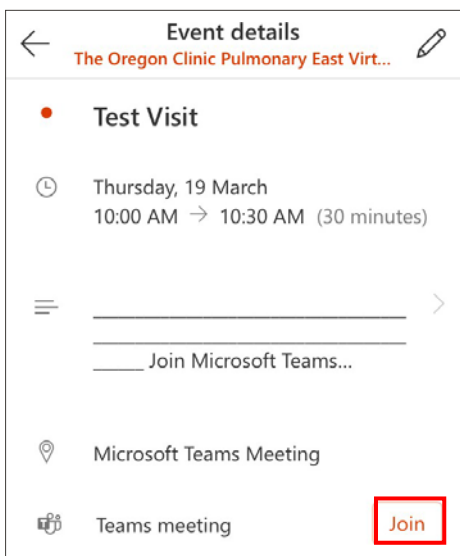 Event details
The Oregon Clinic Pulmonary East Virt...
Test Visit
Thursday, 19 March
10:00 AM → 10:30 AM (30 minutes)
________________________________
________________________________
_____ Join Microsoft Teams...
Microsoft Teams Meeting
Teams meeting
Join